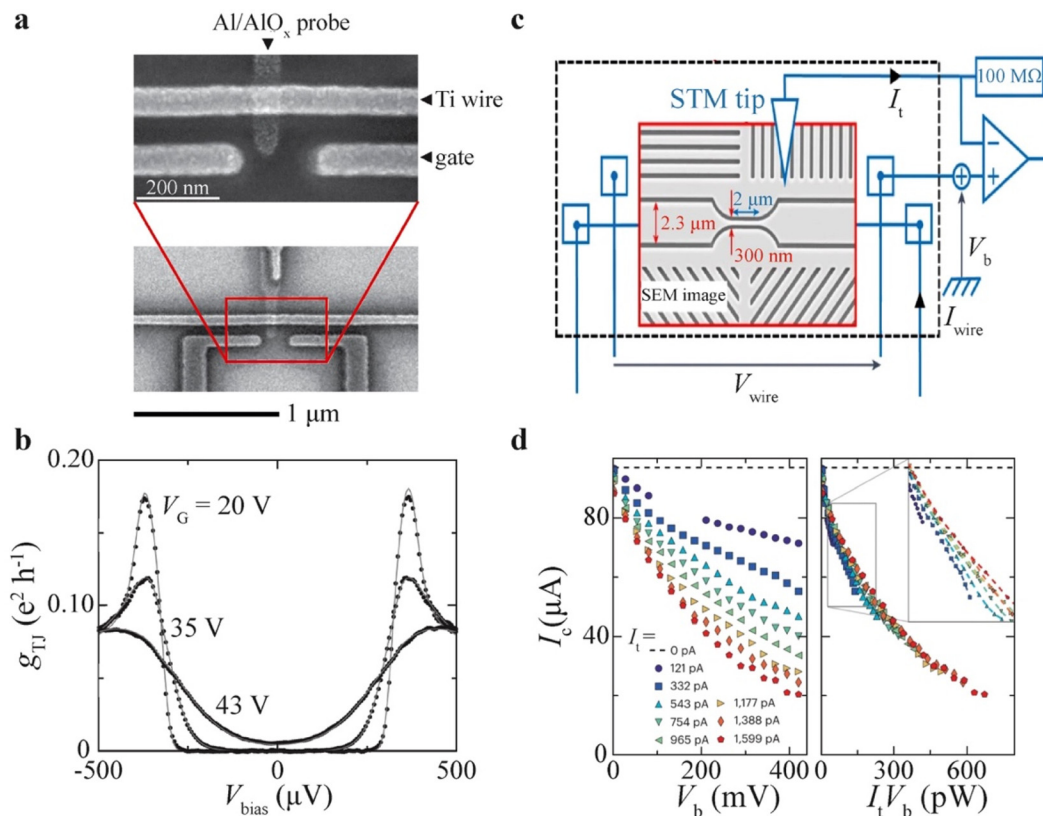 a
Al/AlOx probe
Ti wire
gate
200 nm
1 μm
b
0.20
0.10
0
gTJ (e2 h-1)
VG = 20 V
35 V
43 V
-500
0
500
Vbias (μV)
c
STM tip
It
100 MΩ
2 μm
2.3 μm
300 nm
SEM image
−
+
+
Vb
Iwire
Vwire
d
80
40
0
Ic (μA)
It =
0 pA
121 pA
332 pA
543 pA
754 pA
965 pA
1,177 pA
1,388 pA
1,599 pA
0
200
400
Vb (mV)
0
300
600
ItVb (pW)